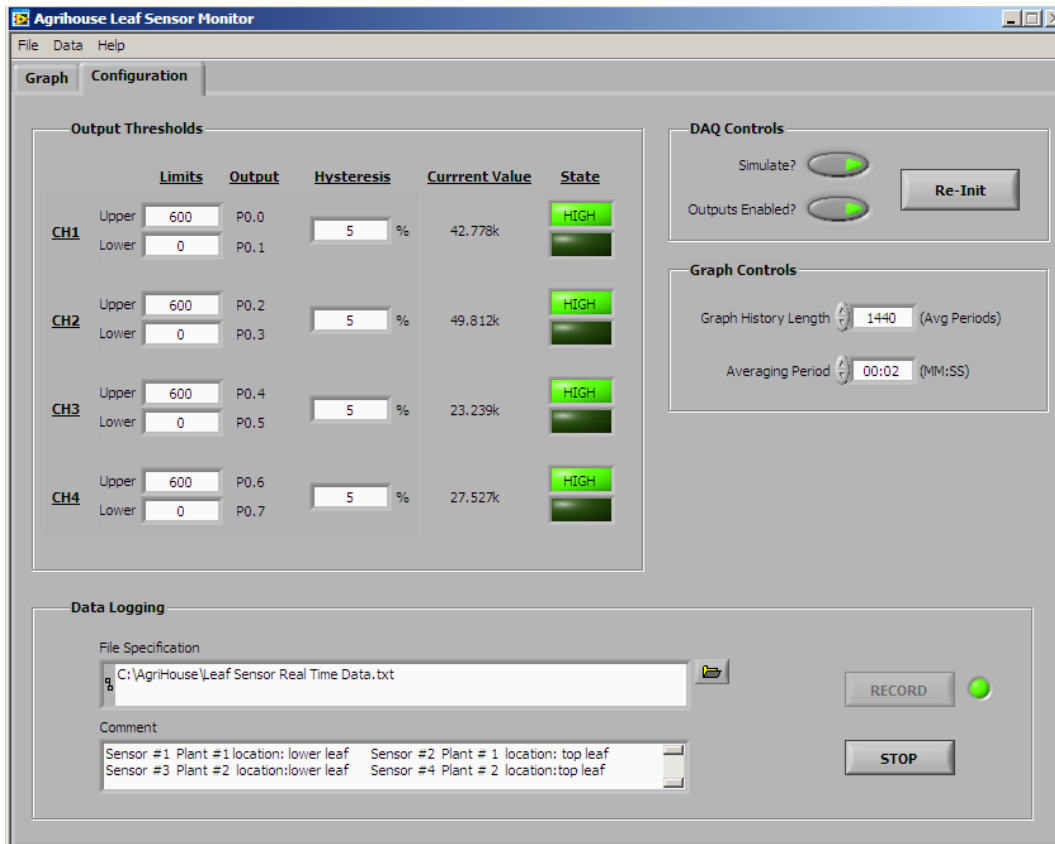 Agrihouse Leaf Sensor Monitor
File Data Help
Graph Configuration
Output Thresholds
Limits Output Hysteresis Currrent Value State
CH1
Upper 600 P0.0
Lower 0 P0.1
5 % 42.778k HIGH
CH2
Upper 600 P0.2
Lower 0 P0.3
5 % 49.812k HIGH
CH3
Upper 600 P0.4
Lower 0 P0.5
5 % 23.239k HIGH
CH4
Upper 600 P0.6
Lower 0 P0.7
5 % 27.527k HIGH
DAQ Controls
Simulate?
Outputs Enabled?
Re-Init
Graph Controls
Graph History Length 1440 (Avg Periods)
Averaging Period 00:02 (MM:SS)
Data Logging
File Specification
C:\AgriHouse\Leaf Sensor Real Time Data.txt
Comment
Sensor #1 Plant #1 location: lower leaf Sensor #2 Plant # 1 location: top leaf
Sensor #3 Plant #2 location:lower leaf Sensor #4 Plant # 2 location:top leaf
RECORD
STOP